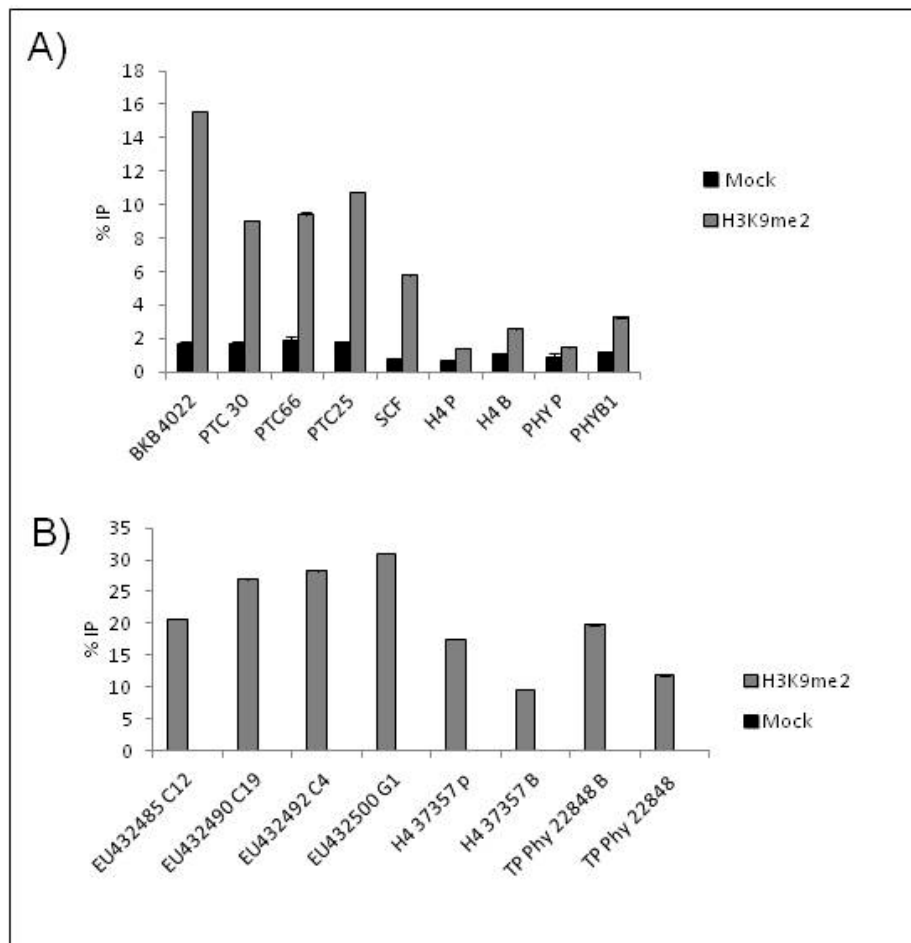 A)
18
16
14
12
10
8
6
4
2
0
% IP
Mock
H3K9me2
BKB 4022
PTC 30
PTC66
PTC25
SCF
H4 P
H4 B
PHY P
PHYB1
B)
35
30
25
20
15
10
5
0
% IP
H3K9me2
Mock
EU432485 C12
EU432490 C19
EU432492 C4
EU432500 G1
H4 37357 p
H4 37357 B
TP Phy 22848 B
TP Phy 22848